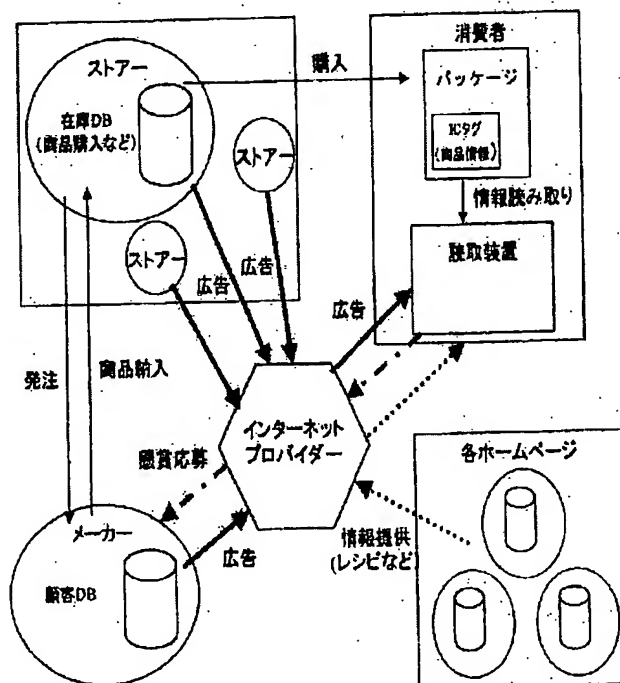 ストアー
在庫DB
(商品購入など)
ストアー
ストアー
購入
消費者
パッケージ
ICタグ
(商品情報)
情報読み取り
読取装置
広告
広告
広告
発注
商品納入
インターネット
プロバイダー
懸賞応募
広告
メーカー
顧客DB
情報提供
(レシピなど)
各ホームページ